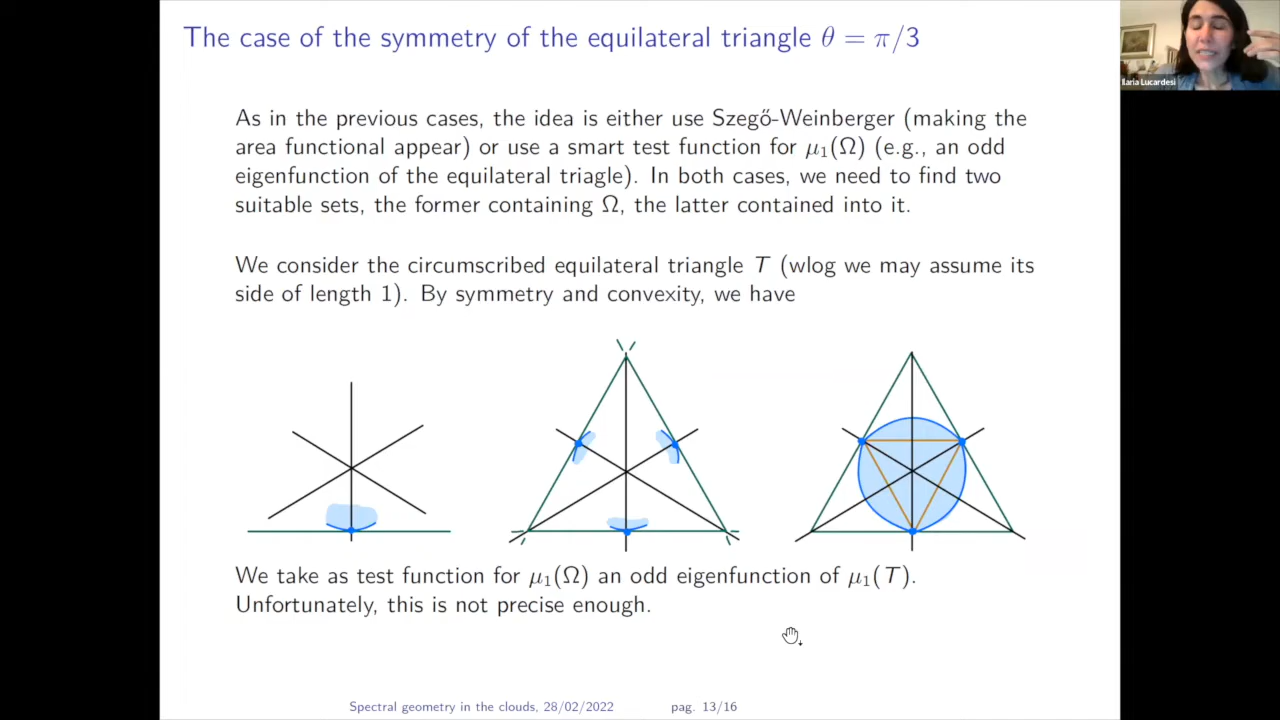 The case of the symmetry of the equilateral triangle θ = π/3
Ilaria Lucardesi
As in the previous cases, the idea is either use Szegő-Weinberger (making the
area functional appear) or use a smart test function for μ₁(Ω) (e.g., an odd
eigenfunction of the equilateral triagle). In both cases, we need to find two
suitable sets, the former containing Ω, the latter contained into it.
We consider the circumscribed equilateral triangle T (wlog we may assume its
side of length 1). By symmetry and convexity, we have
We take as test function for μ₁(Ω) an odd eigenfunction of μ₁(T).
Unfortunately, this is not precise enough.
Spectral geometry in the clouds, 28/02/2022 pag. 13/16